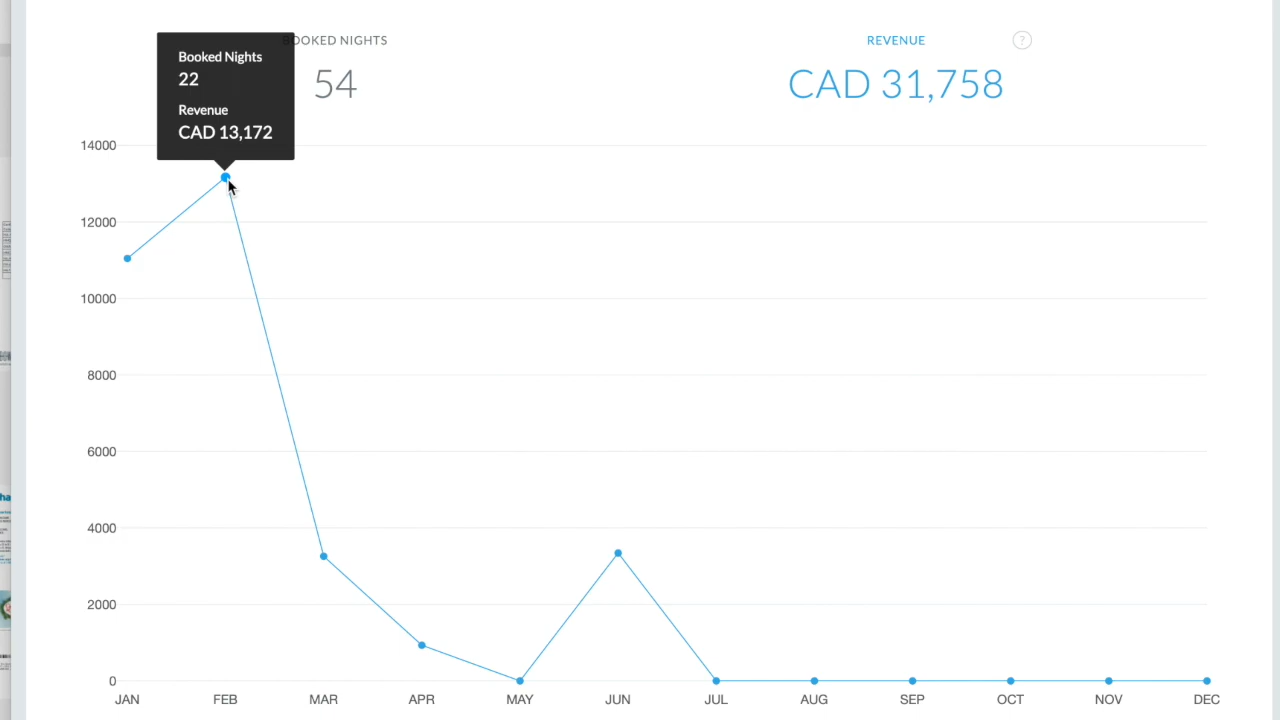 Booked Nights
22
Revenue
CAD 13,172
BOOKED NIGHTS
54
REVENUE
?
CAD 31,758
14000
12000
10000
8000
6000
4000
2000
0
JAN FEB MAR APR MAY JUN JUL AUG SEP OCT NOV DEC